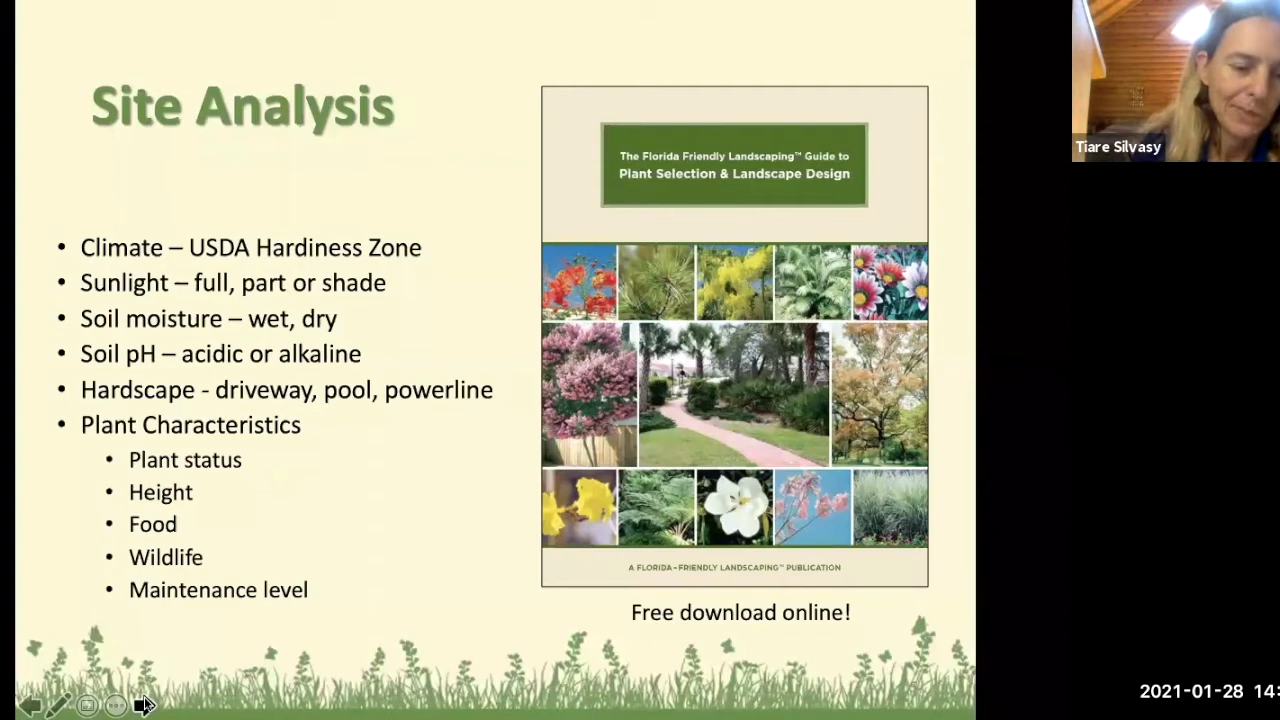 Site Analysis
• Climate – USDA Hardiness Zone
• Sunlight – full, part or shade
• Soil moisture – wet, dry
• Soil pH – acidic or alkaline
• Hardscape - driveway, pool, powerline
• Plant Characteristics
• Plant status
• Height
• Food
• Wildlife
• Maintenance level
The Florida Friendly Landscaping™ Guide to
Plant Selection & Landscape Design
A FLORIDA-FRIENDLY LANDSCAPING™ PUBLICATION
Free download online!
Tiare Silvasy
2021-01-28 14: